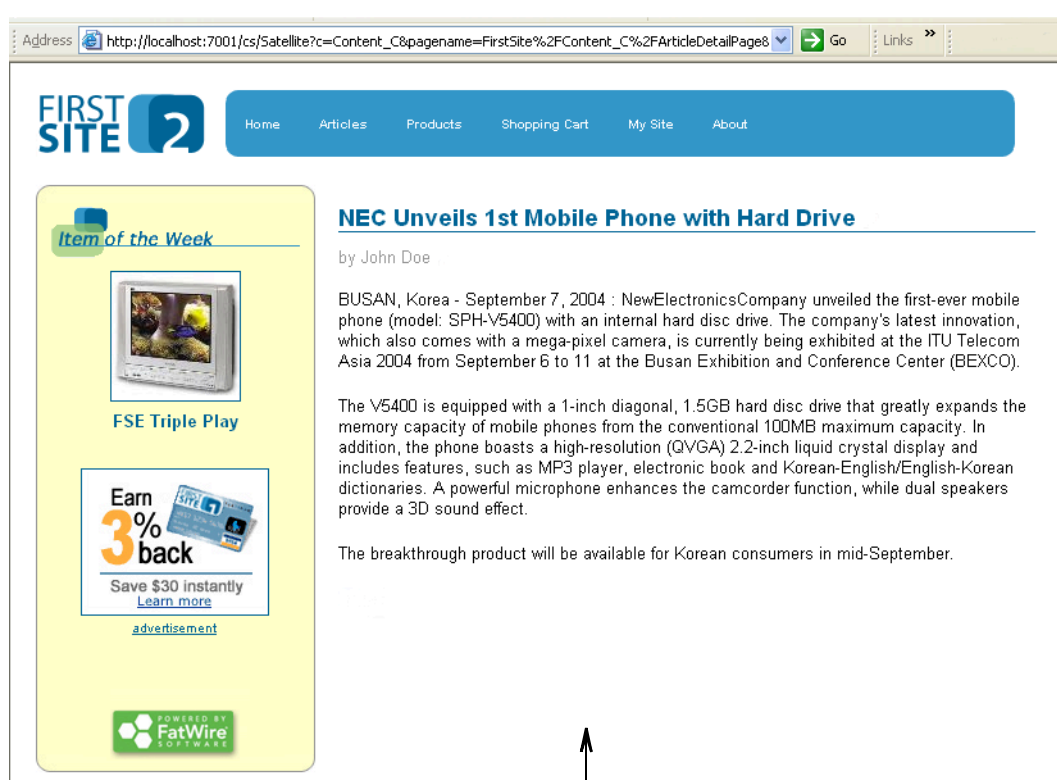 Address http://localhost:7001/cs/Satellite?c=Content_C&pagename=FirstSite%2FContent_C%2FArticleDetailPage& Go Links »
FIRST
SITE 2
Home Articles Products Shopping Cart My Site About
Item of the Week
FSE Triple Play
Earn
3%
back
Save $30 instantly
Learn more
advertisement
POWERED BY
FatWire
SOFTWARE
NEC Unveils 1st Mobile Phone with Hard Drive
by John Doe
BUSAN, Korea - September 7, 2004 : NewElectronicsCompany unveiled the first-ever mobile
phone (model: SPH-V5400) with an internal hard disc drive. The company's latest innovation,
which also comes with a mega-pixel camera, is currently being exhibited at the ITU Telecom
Asia 2004 from September 6 to 11 at the Busan Exhibition and Conference Center (BEXCO).
The V5400 is equipped with a 1-inch diagonal, 1.5GB hard disc drive that greatly expands the
memory capacity of mobile phones from the conventional 100MB maximum capacity. In
addition, the phone boasts a high-resolution (QVGA) 2.2-inch liquid crystal display and
includes features, such as MP3 player, electronic book and Korean-English/English-Korean
dictionaries. A powerful microphone enhances the camcorder function, while dual speakers
provide a 3D sound effect.
The breakthrough product will be available for Korean consumers in mid-September.